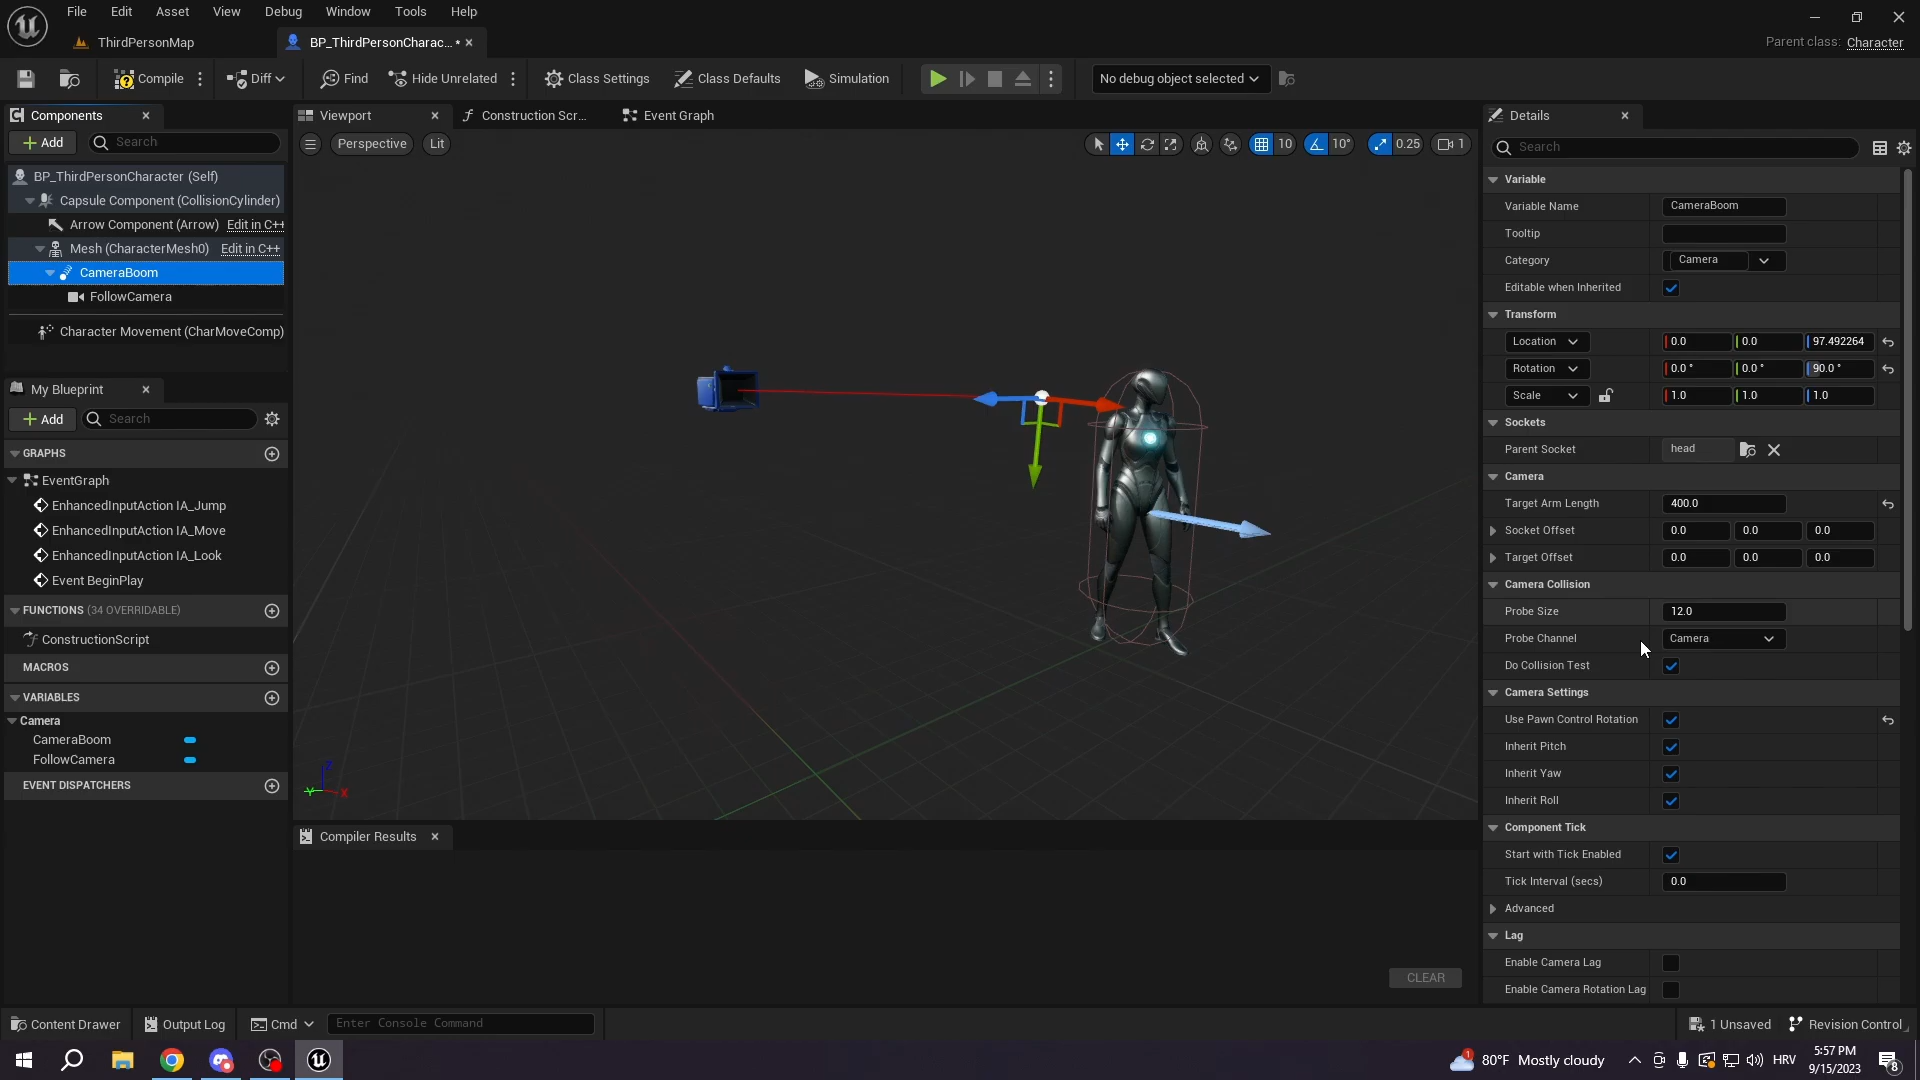 File Edit Asset View Debug Window Tools Help
ThirdPersonMap
BP_ThirdPersonCharac... *
Parent class: Character
Compile
Diff
Find
Hide Unrelated
Class Settings
Class Defaults
Simulation
No debug object selected
Components
Add
Search
BP_ThirdPersonCharacter (Self)
Capsule Component (CollisionCylinder)
Arrow Component (Arrow) Edit in C++
Mesh (CharacterMesh0) Edit in C++
CameraBoom
FollowCamera
Character Movement (CharMoveComp)
My Blueprint
Add
Search
GRAPHS
EventGraph
EnhancedInputAction IA_Jump
EnhancedInputAction IA_Move
EnhancedInputAction IA_Look
Event BeginPlay
FUNCTIONS (34 OVERRIDABLE)
ConstructionScript
MACROS
VARIABLES
Camera
CameraBoom
FollowCamera
EVENT DISPATCHERS
Viewport
Construction Scr...
Event Graph
Perspective
Lit
10
10°
0.25
1
Z
Y
X
Compiler Results
CLEAR
Details
Search
Variable
Variable Name CameraBoom
Tooltip
Category Camera
Editable when Inherited
Transform
Location 0.0 0.0 97.492264
Rotation 0.0 ° 0.0 ° 90.0 °
Scale 1.0 1.0 1.0
Sockets
Parent Socket head
Camera
Target Arm Length 400.0
Socket Offset 0.0 0.0 0.0
Target Offset 0.0 0.0 0.0
Camera Collision
Probe Size 12.0
Probe Channel Camera
Do Collision Test
Camera Settings
Use Pawn Control Rotation
Inherit Pitch
Inherit Yaw
Inherit Roll
Component Tick
Start with Tick Enabled
Tick Interval (secs) 0.0
Advanced
Lag
Enable Camera Lag
Enable Camera Rotation Lag
Content Drawer
Output Log
Cmd
Enter Console Command
1 Unsaved
Revision Control
1
80°F Mostly cloudy
HRV
5:57 PM
9/15/2023
8